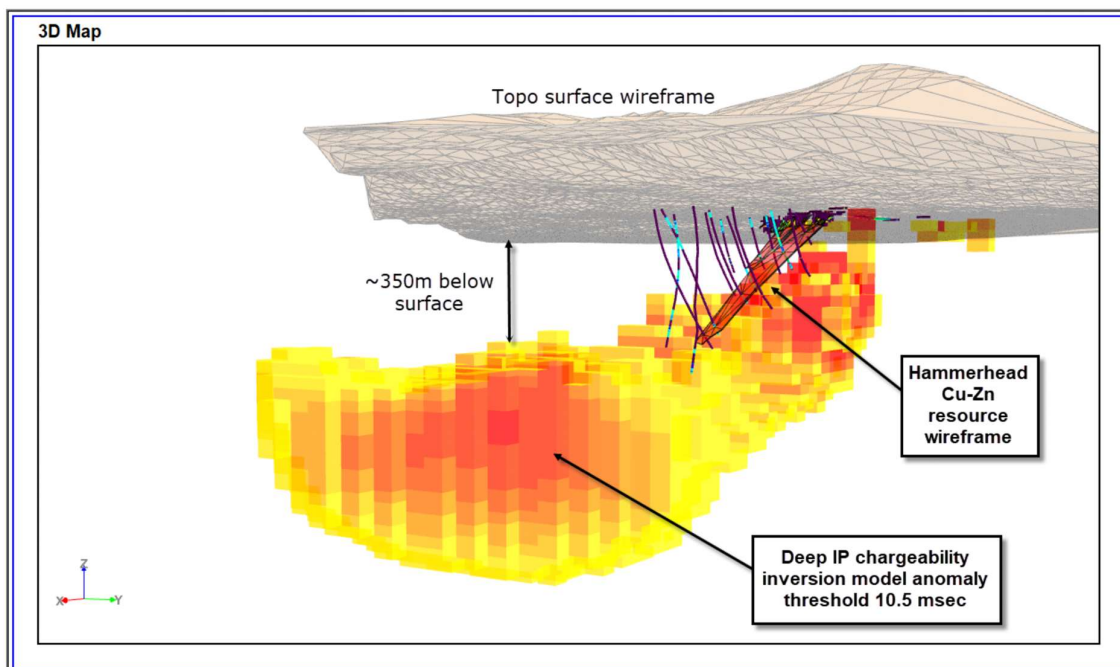 3D Map
Topo surface wireframe
~350m below
surface
Hammerhead
Cu-Zn
resource
wireframe
Deep IP chargeability
inversion model anomaly
threshold 10.5 msec
Z
X
Y